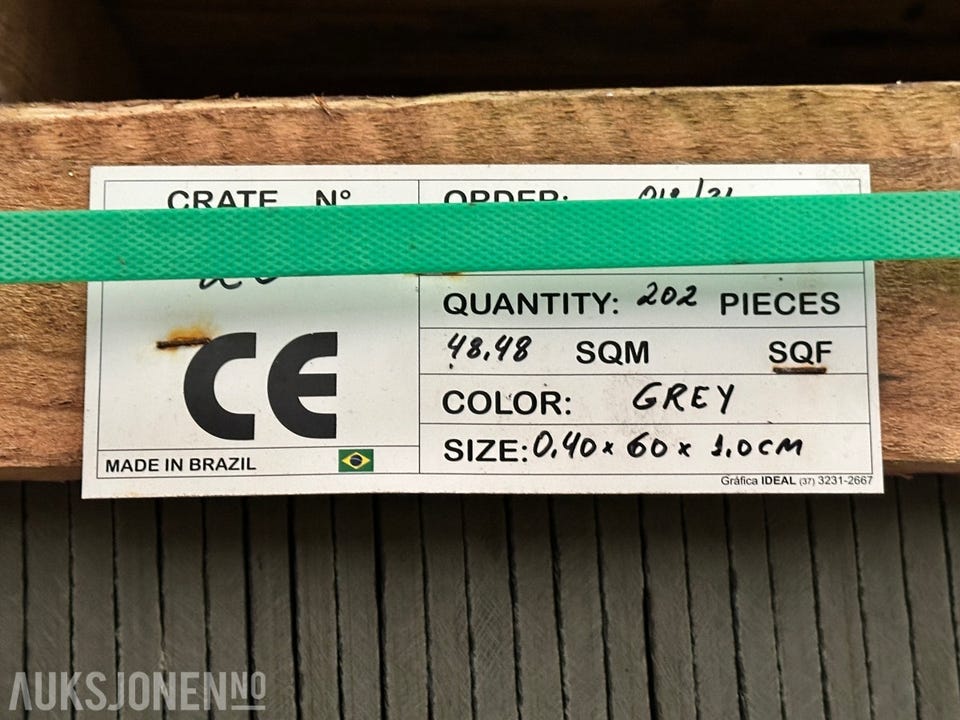 CRATE Nº
ORDER:
QUANTITY: 202 PIECES
48.48 SQM SQF
COLOR: GREY
SIZE: 0.40 x 60 x 1.0 CM
CE
MADE IN BRAZIL
Gráfica IDEAL (37) 3231-2667
AUKSJONEN.NO